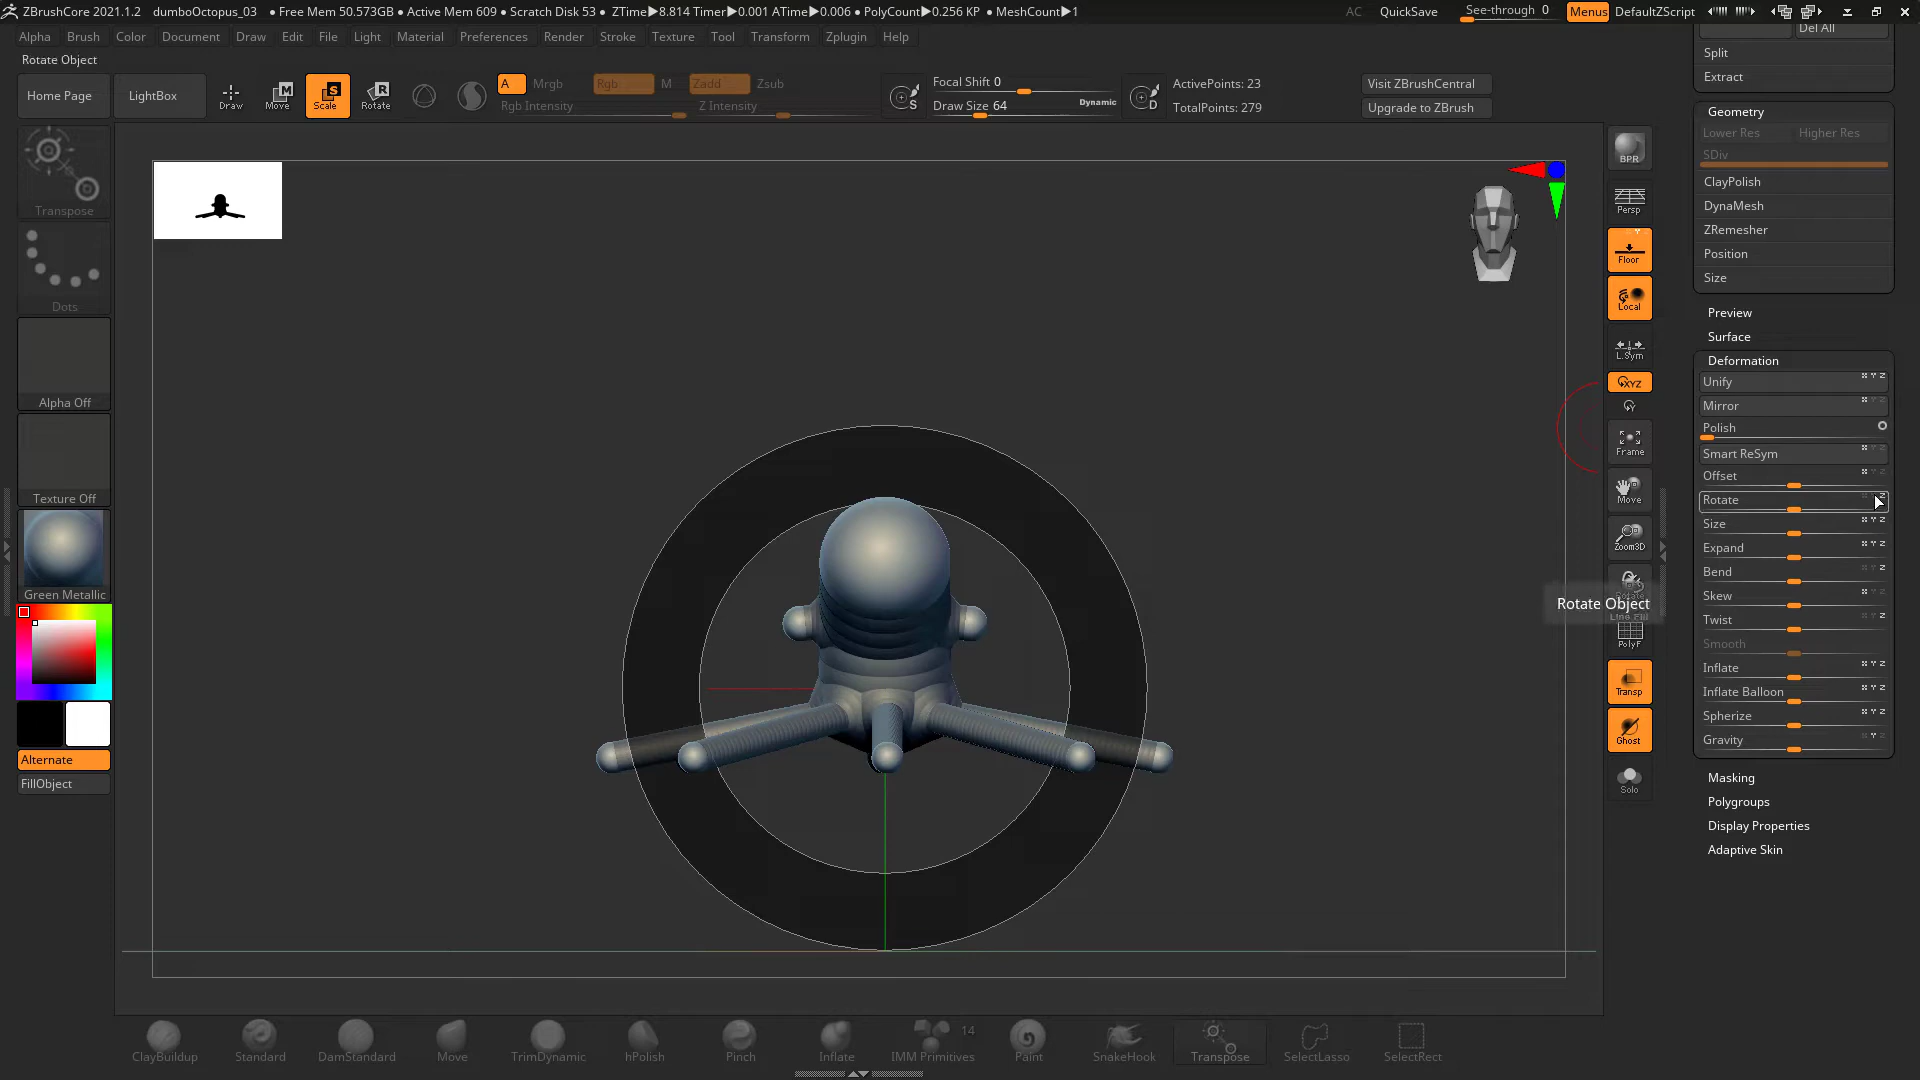 ZBrushCore 2021.1.2 dumboOctopus_03 ● Free Mem 50.573GB ● Active Mem 609 ● Scratch Disk 53 ● ZTime▶8.814 Timer▶0.001 ATime▶0.006 ● PolyCount▶0.256 KP ● MeshCount▶1 AC QuickSave See-through 0 Menus DefaultZScript
Alpha Brush Color Document Draw Edit File Light Material Preferences Render Stroke Texture Tool Transform Zplugin Help
Rotate Object
Home Page LightBox Draw Move Scale Rotate
A Mrgb Rgb M Zadd Zsub
Rgb Intensity Z Intensity
Focal Shift 0
Draw Size 64 Dynamic
S D
ActivePoints: 23
TotalPoints: 279
Visit ZBrushCentral
Upgrade to ZBrush
Transpose
Dots
Alpha Off
Texture Off
Green Metallic
Alternate
FillObject
BPR
Persp
Floor
Local
L.Sym
XYZ
Y
Frame
Move
Zoom3D
Rotate
Rotate Object
Line Fill
PolyF
Transp
Ghost
Solo
Del All
Split
Extract
Geometry
Lower Res Higher Res
SDiv
ClayPolish
DynaMesh
ZRemesher
Position
Size
Preview
Surface
Deformation
Unify X Y Z
Mirror X Y Z
Polish
Smart ReSym X Y Z
Offset X Y Z
Rotate
Size X Y Z
Expand X Y Z
Bend X Y Z
Skew X Y Z
Twist X Y Z
Smooth
Inflate X Y Z
Inflate Balloon X Y Z
Spherize X Y Z
Gravity X Y Z
Masking
Polygroups
Display Properties
Adaptive Skin
ClayBuildup Standard DamStandard Move TrimDynamic hPolish Pinch Inflate IMM Primitives 14 Paint SnakeHook Transpose SelectLasso SelectRect